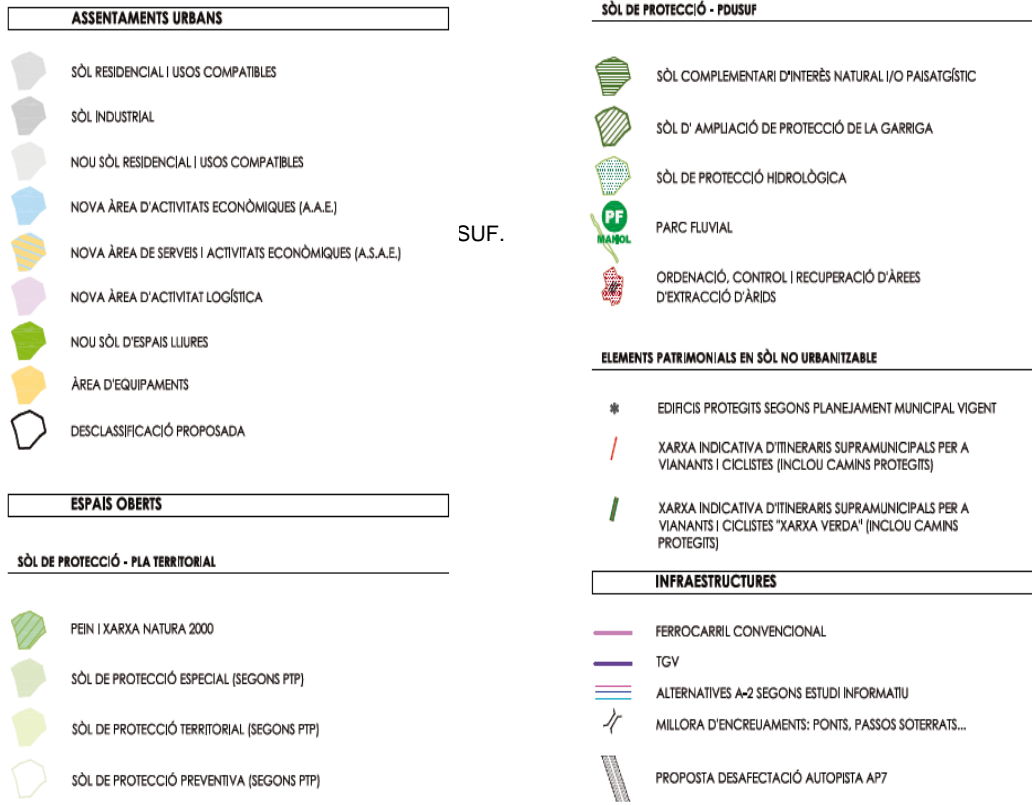 ASSENTAMENTS URBANS
SÒL RESIDENCIAL I USOS COMPATIBLES
SÒL INDUSTRIAL
NOU SÒL RESIDENCIAL I USOS COMPATIBLES
NOVA ÀREA D'ACTIVITATS ECONÒMIQUES (A.A.E.)
NOVA ÀREA DE SERVEIS I ACTIVITATS ECONÒMIQUES (A.S.A.E.)
NOVA ÀREA D'ACTIVITAT LOGÍSTICA
NOU SÒL D'ESPAIS LLIURES
ÀREA D'EQUIPAMENTS
DESCLASSIFICACIÓ PROPOSADA
ESPAIS OBERTS
SÒL DE PROTECCIÓ - PLA TERRITORIAL
PEIN I XARXA NATURA 2000
SÒL DE PROTECCIÓ ESPECIAL (SEGONS PTP)
SÒL DE PROTECCIÓ TERRITORIAL (SEGONS PTP)
SÒL DE PROTECCIÓ PREVENTIVA (SEGONS PTP)
SUF.
SÒL DE PROTECCIÓ - PDUSUF
SÒL COMPLEMENTARI D'INTERÈS NATURAL I/O PAISATGÍSTIC
SÒL D' AMPLIACIÓ DE PROTECCIÓ DE LA GARRIGA
SÒL DE PROTECCIÓ HIDROLÒGICA
PF
MANOL
PARC FLUVIAL
ORDENACIÓ, CONTROL I RECUPERACIÓ D'ÀREES
D'EXTRACCIÓ D'ÀRIDS
ELEMENTS PATRIMONIALS EN SÒL NO URBANITZABLE
EDIFICIS PROTEGITS SEGONS PLANEJAMENT MUNICIPAL VIGENT
XARXA INDICATIVA D'ITINERARIS SUPRAMUNICIPALS PER A
VIANANTS I CICLISTES (INCLOU CAMINS PROTEGITS)
XARXA INDICATIVA D'ITINERARIS SUPRAMUNICIPALS PER A
VIANANTS I CICLISTES "XARXA VERDA" (INCLOU CAMINS
PROTEGITS)
INFRAESTRUCTURES
FERROCARRIL CONVENCIONAL
TGV
ALTERNATIVES A-2 SEGONS ESTUDI INFORMATIU
MILLORA D'ENCREUAMENTS: PONTS, PASSOS SOTERRATS...
PROPOSTA DESAFECTACIÓ AUTOPISTA AP7